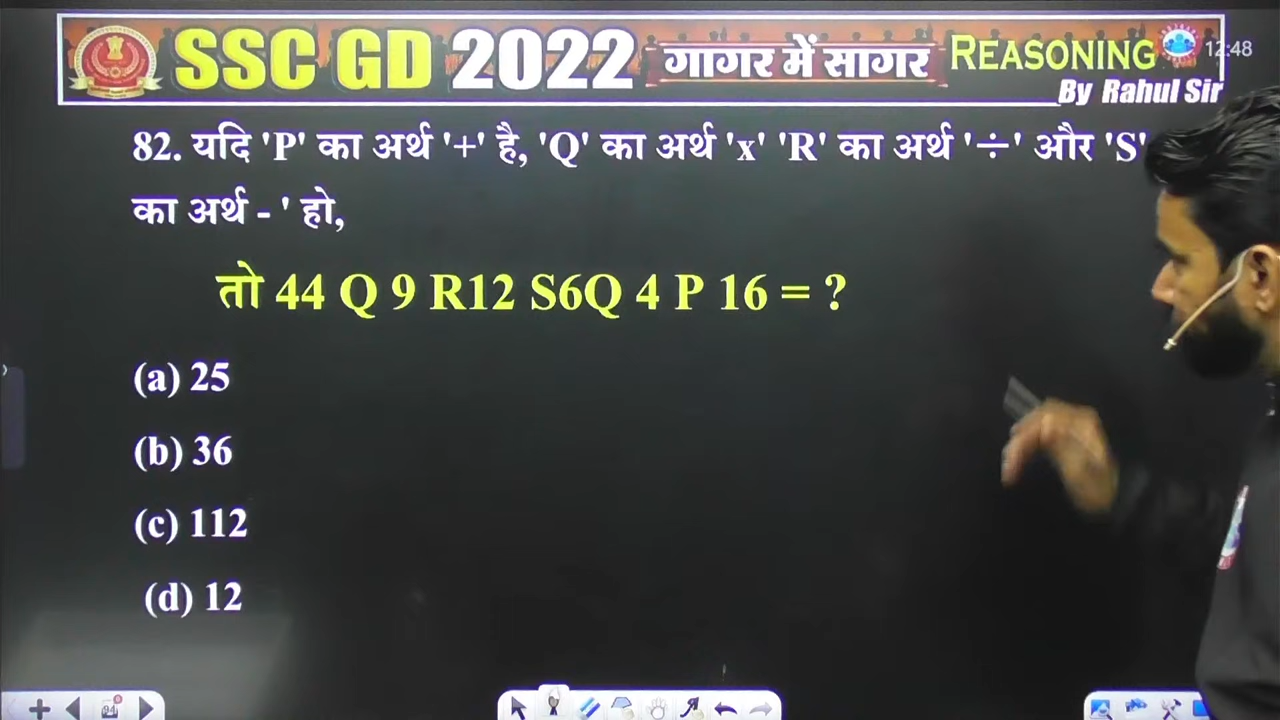 SSC GD 2022 गागर में सागर REASONING 12:48
By Rahul Sir
82. यदि 'P' का अर्थ '+' है, 'Q' का अर्थ 'x' 'R' का अर्थ '÷' और 'S'
का अर्थ - ' हो,
तो 44 Q 9 R12 S6Q 4 P 16 = ?
(a) 25
(b) 36
(c) 112
(d) 12